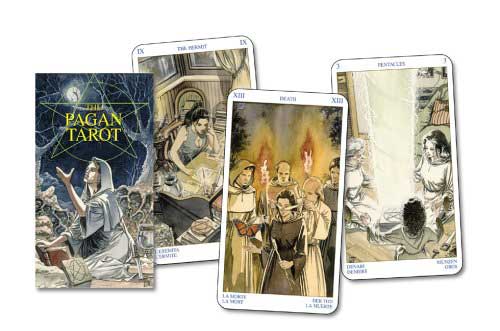 THE
PAGAN
TAROT
IX
THE HERMIT
IX
XIII
DEATH
XIII
LA MORTE
LA MORT
DER TOD
LA MUERTE
3
PENTACLES
3
DENARI
DENIERS
MÜNZEN
OROS